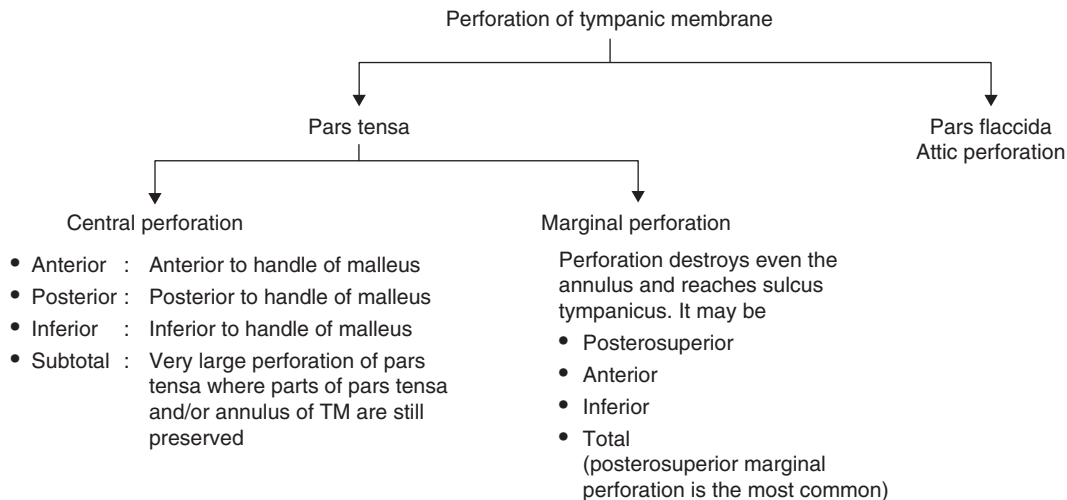 Perforation of tympanic membrane
Pars tensa
Pars flaccida
Attic perforation
Central perforation
• Anterior : Anterior to handle of malleus
• Posterior : Posterior to handle of malleus
• Inferior : Inferior to handle of malleus
• Subtotal : Very large perforation of pars
tensa where parts of pars tensa
and/or annulus of TM are still
preserved
Marginal perforation
Perforation destroys even the
annulus and reaches sulcus
tympanicus. It may be
• Posterosuperior
• Anterior
• Inferior
• Total
(posterosuperior marginal
perforation is the most common)